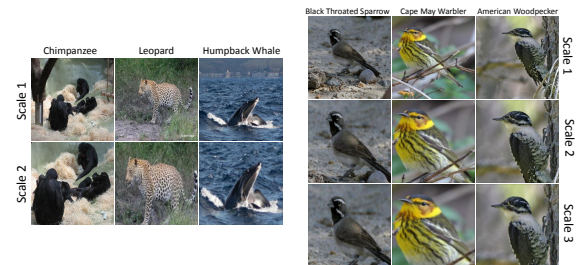 Chimpanzee Leopard Humpback Whale
Scale 1
Scale 2
Black Throated Sparrow Cape May Warbler American Woodpecker
Scale 1
Scale 2
Scale 3